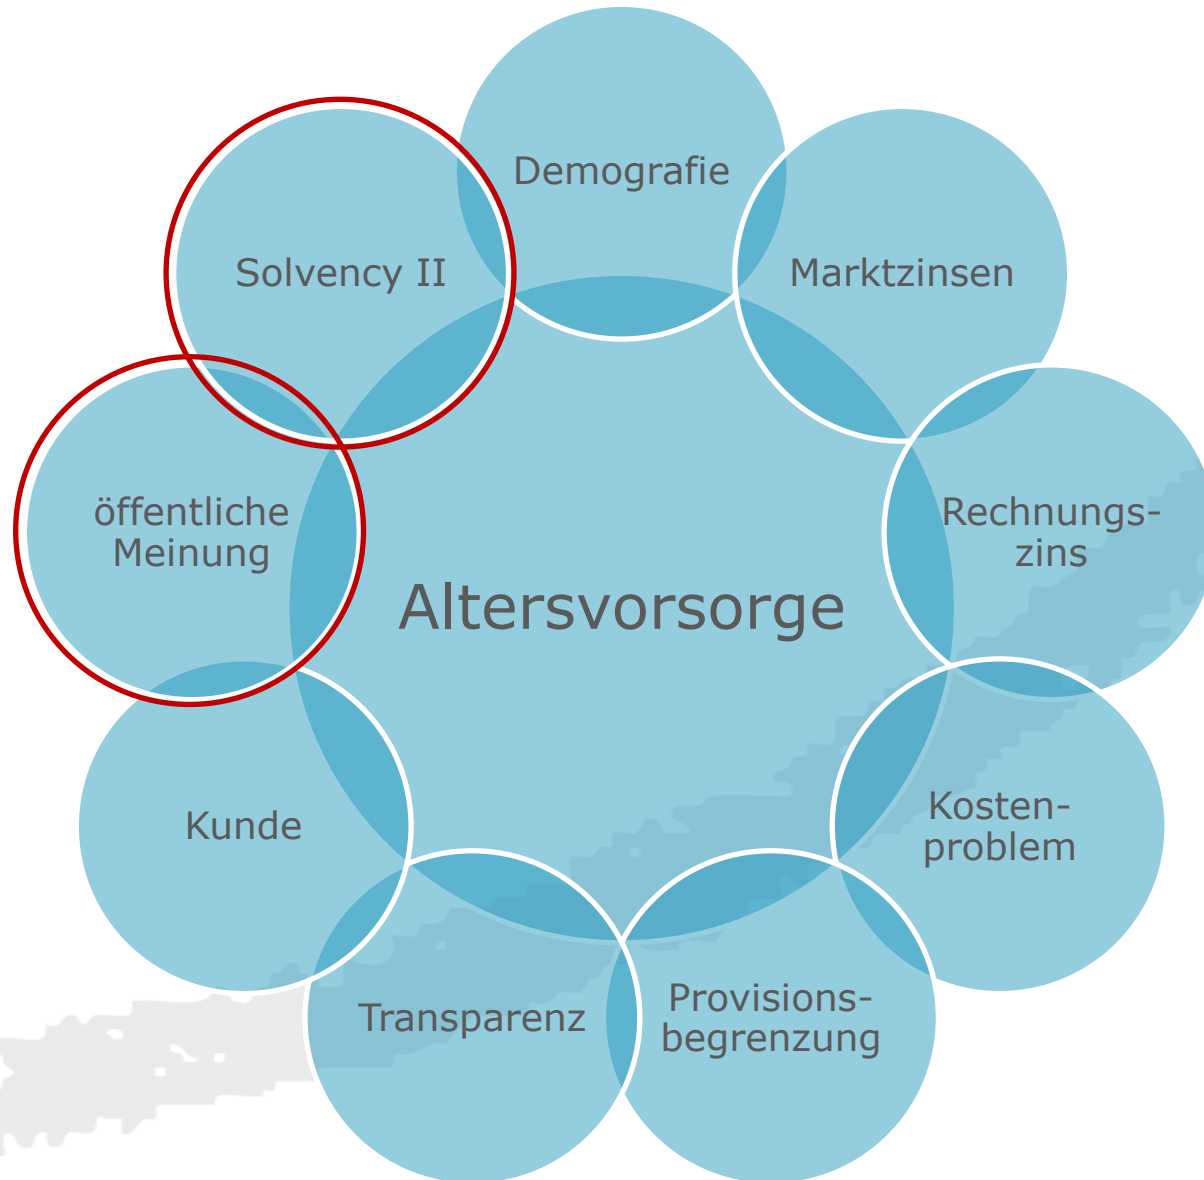 Demografie
Solvency II
Marktzinsen
öffentliche
Meinung
Rechnungs-
zins
Altersvorsorge
Kunde
Kosten-
problem
Transparenz
Provisions-
begrenzung